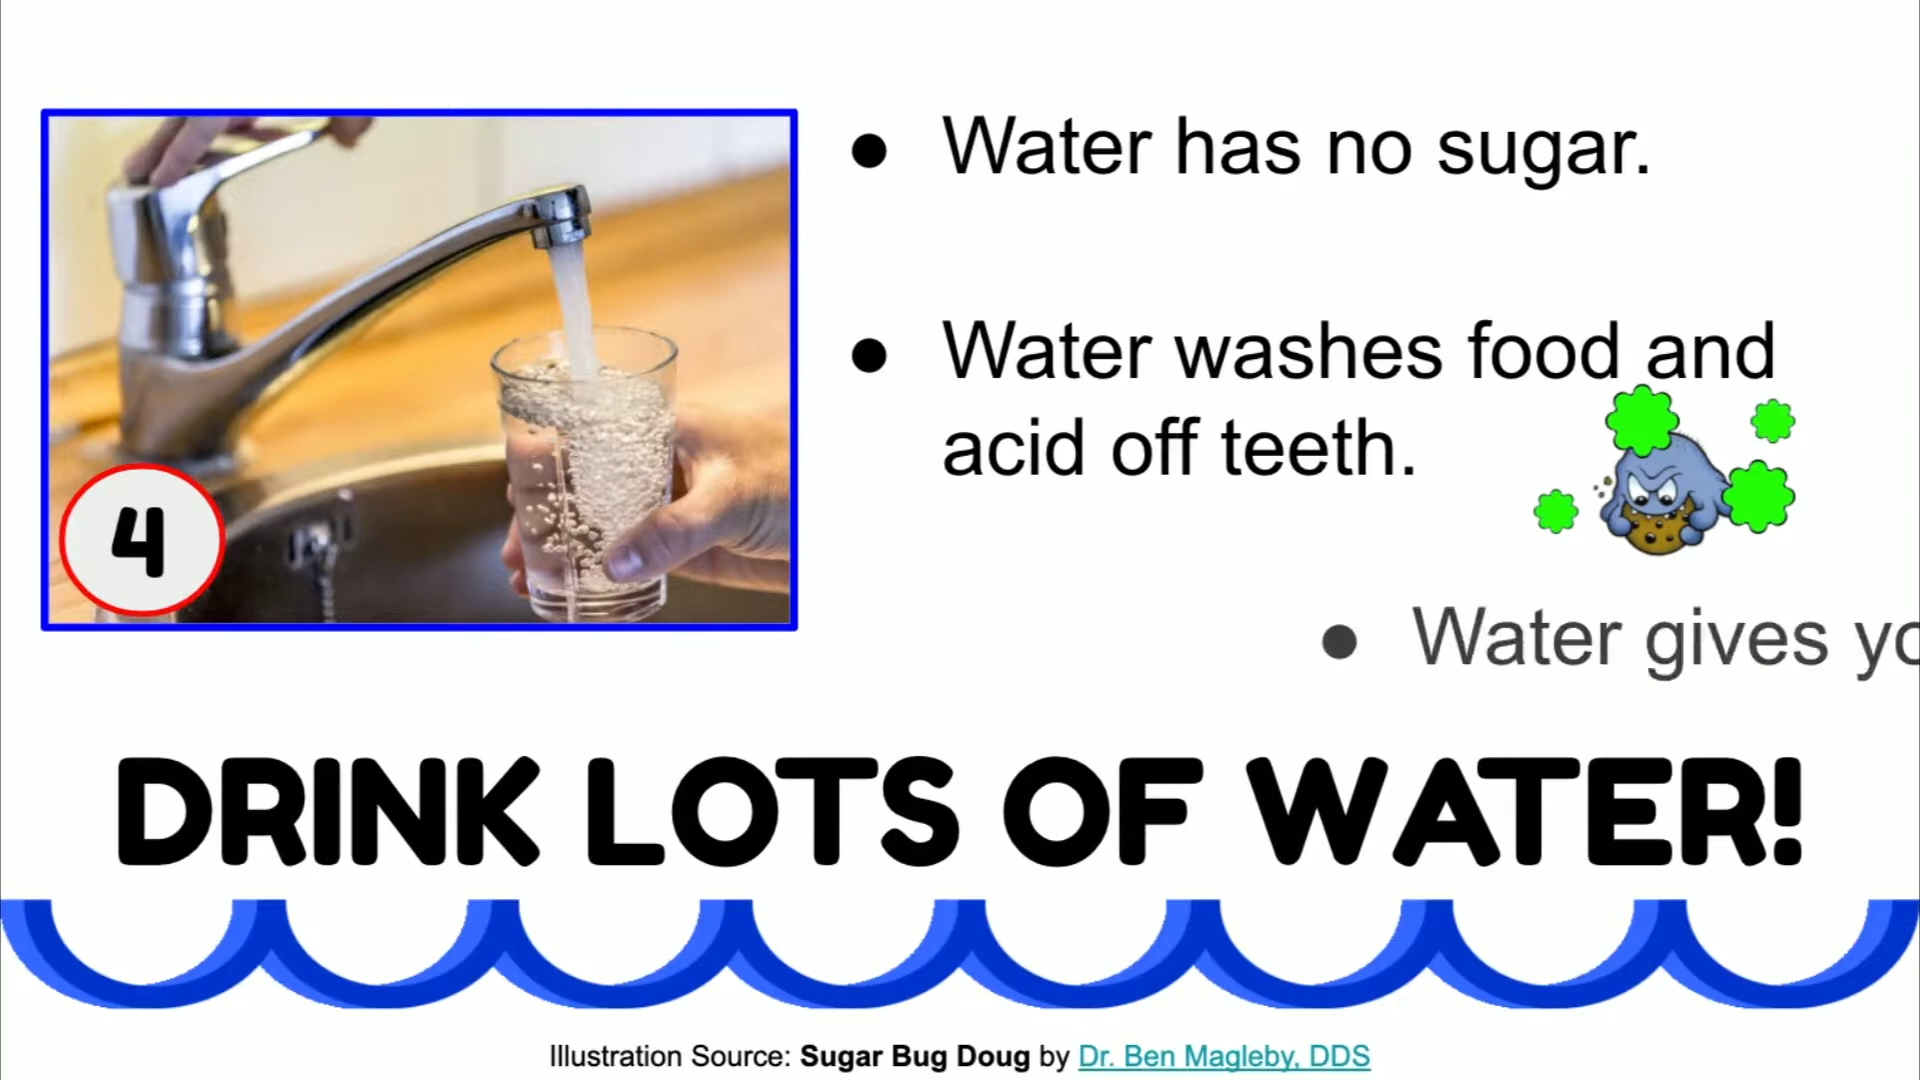 ● Water has no sugar.
● Water washes food and
acid off teeth.
4
● Water gives
DRINK LOTS OF WATER!
Illustration Source: Sugar Bug Doug by Dr. Ben Magleby, DDS